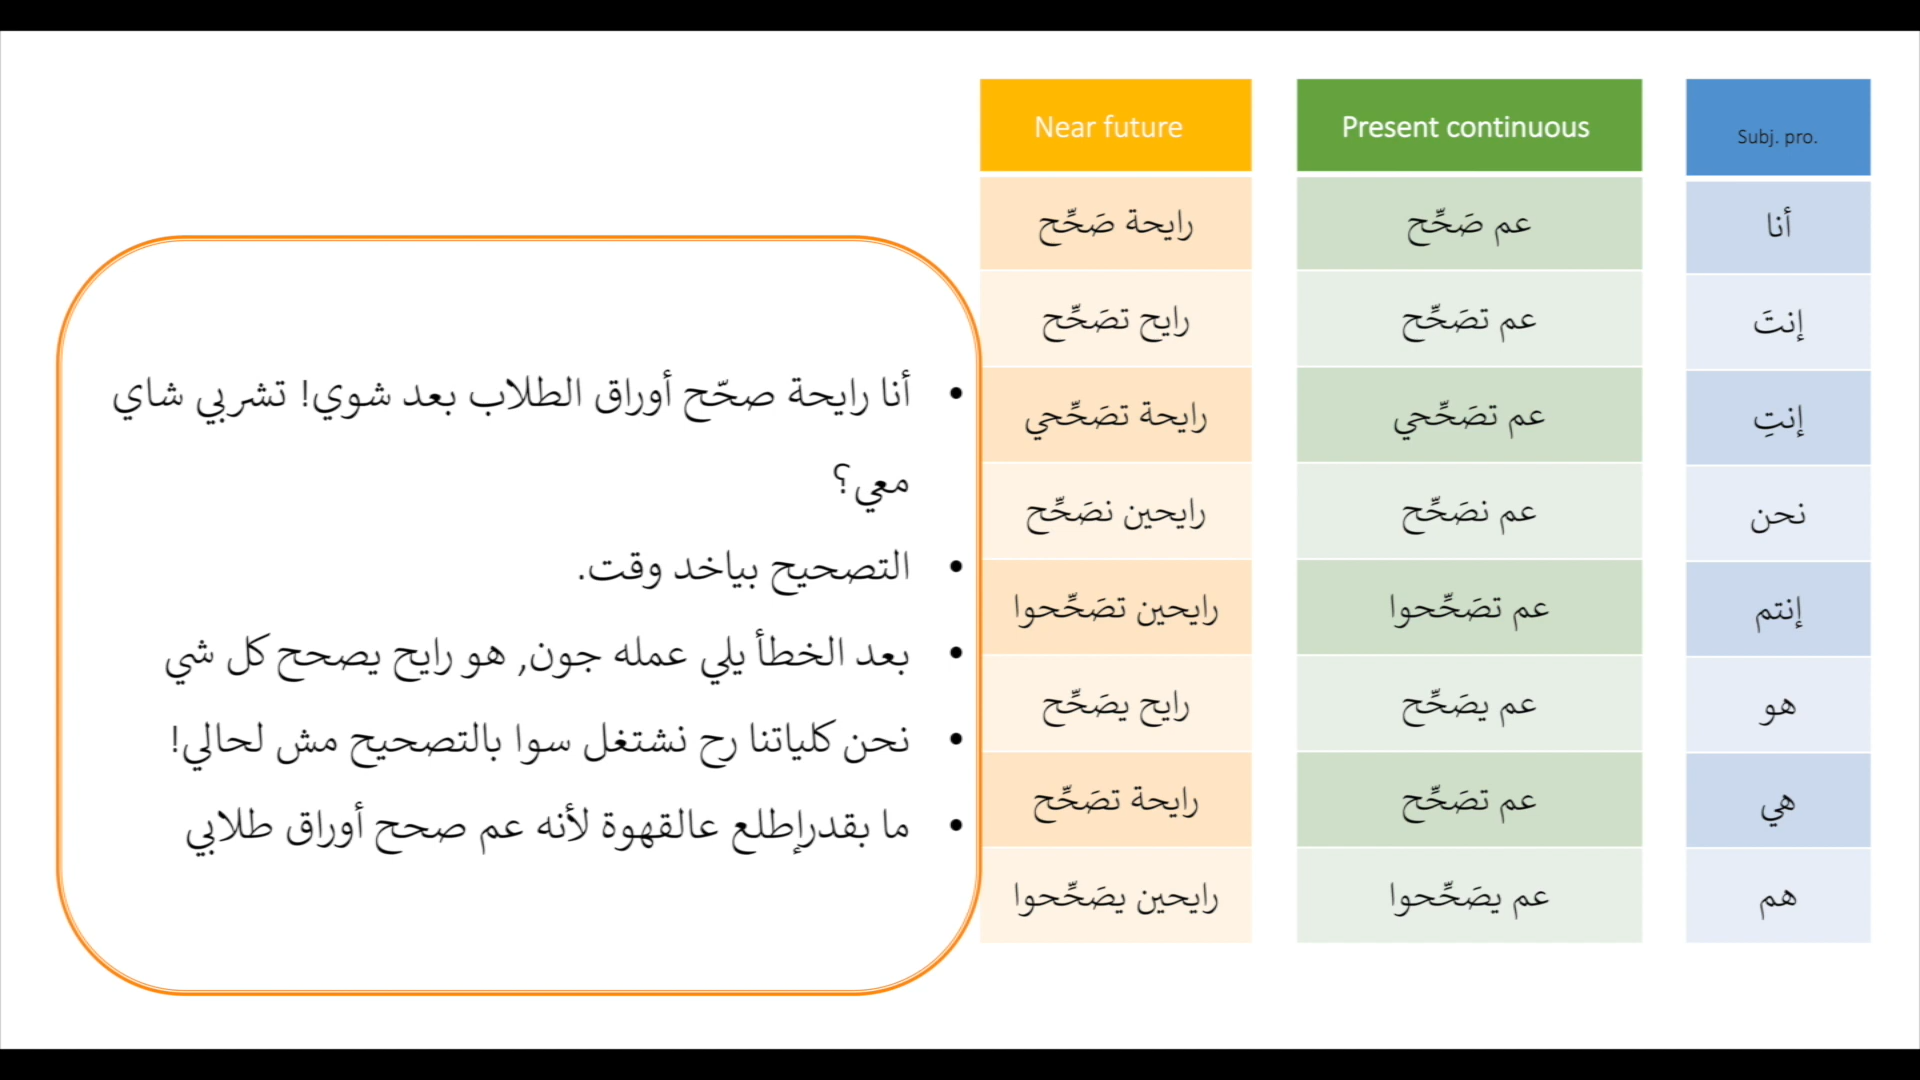 Subj. pro.
أنا
إنتَ
إنتِ
نحن
إنتم
هو
هي
هم
Present continuous
عم صَحِّح
عم تصَحِّح
عم تصَحِّحي
عم نصَحِّح
عم تصَحِّحوا
عم يصَحِّح
عم تصَحِّح
عم يصَحِّحوا
Near future
رايحة صَحِّح
رايح تصَحِّح
رايحة تصَحِّحي
رايحين نصَحِّح
رايحين تصَحِّحوا
رايح يصَحِّح
رايحة تصَحِّح
رايحين يصَحِّحوا
• أنا رايحة صحّح أوراق الطلاب بعد شوي! تشربي شاي
معي؟
• التصحيح بياخد وقت.
• بعد الخطأ يلي عمله جون, هو رايح يصحح كل شي
• نحن كلياتنا رح نشتغل سوا بالتصحيح مش لحالي!
• ما بقدرإطلع عالقهوة لأنه عم صحح أوراق طلابي